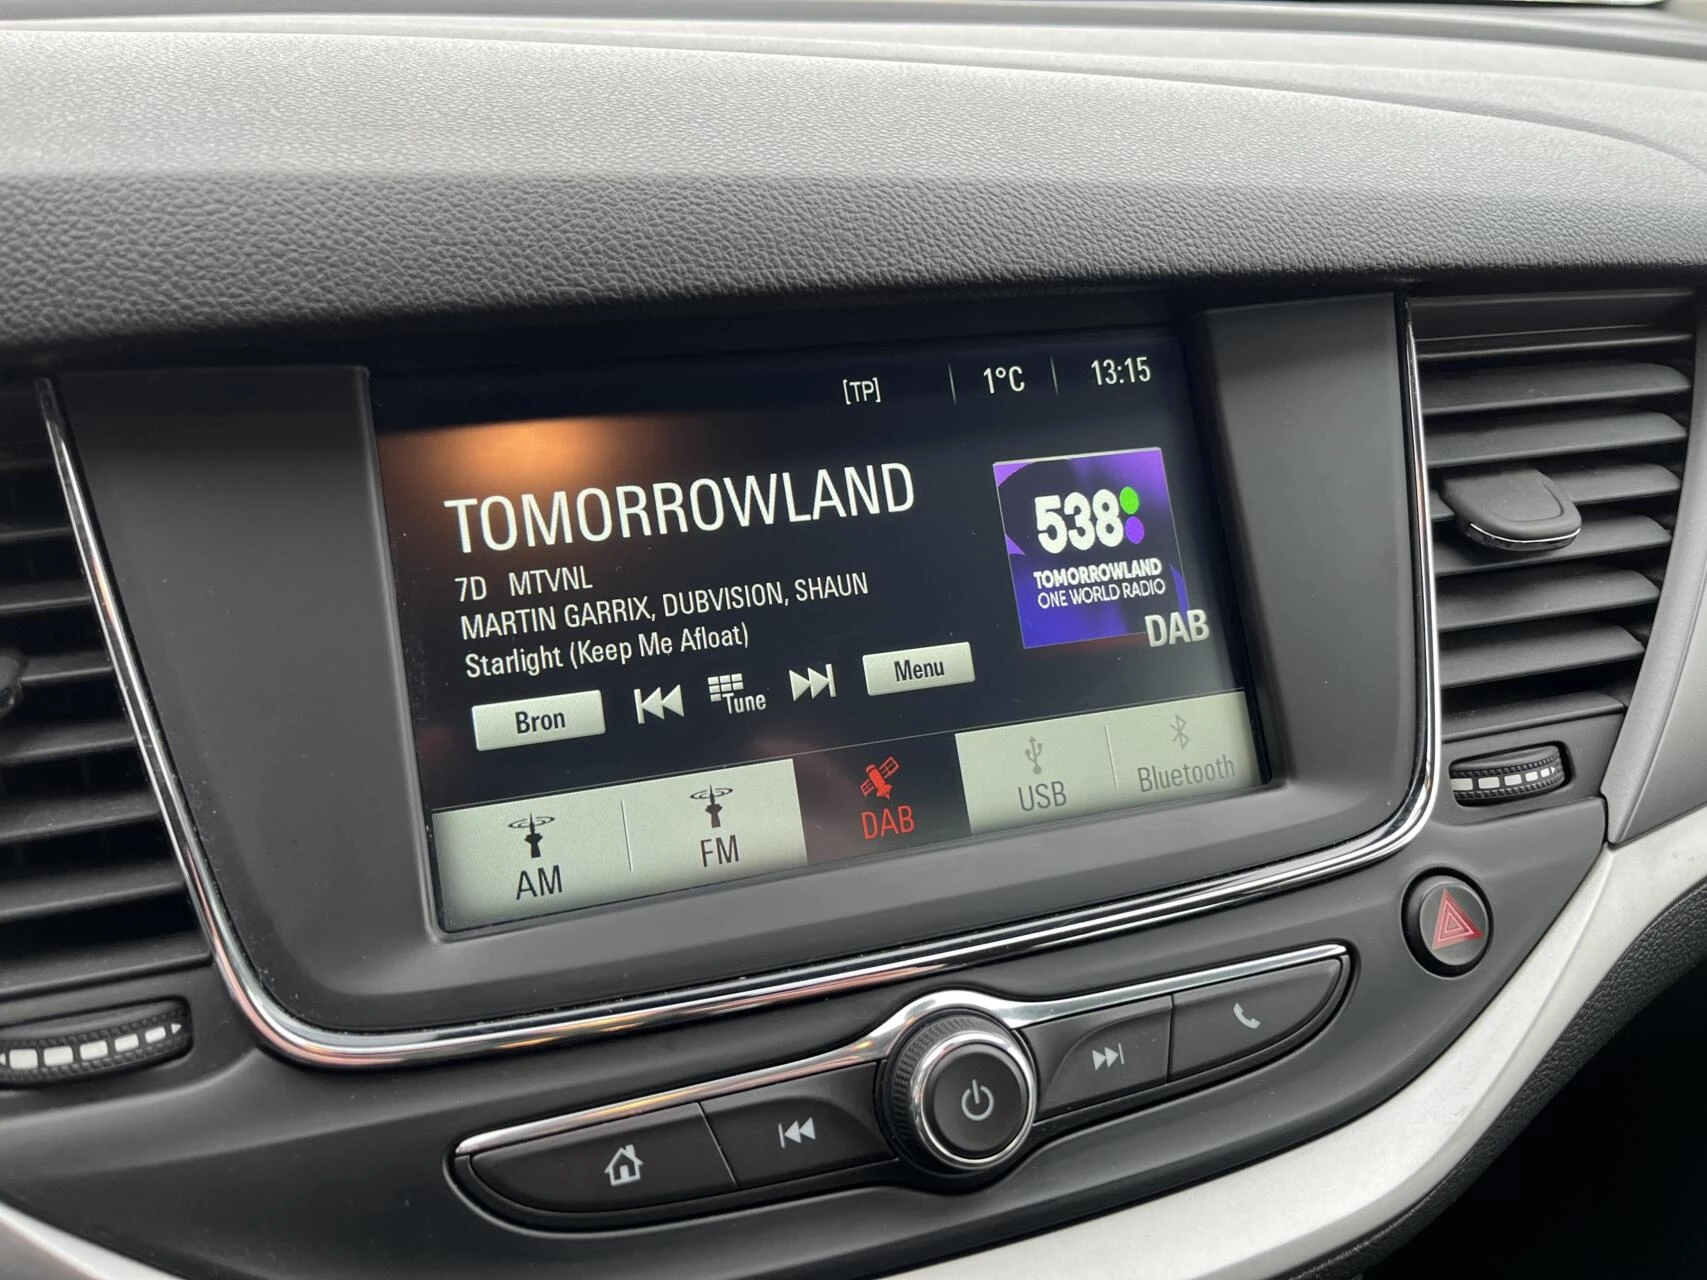 [TP] 1°C 13:15
TOMORROWLAND
7D MTVNL
MARTIN GARRIX, DUBVISION, SHAUN
Starlight (Keep Me Afloat)
538
TOMORROWLAND
ONE WORLD RADIO
DAB
Bron Tune Menu
AM FM DAB USB Bluetooth